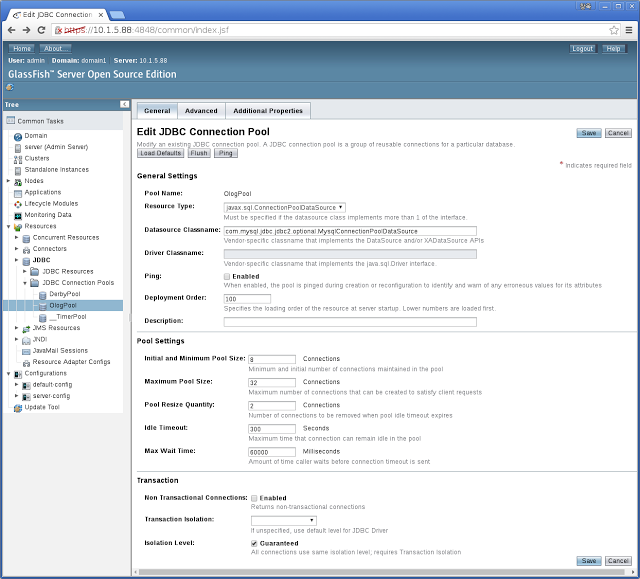 Edit JDBC Connection
https://10.1.5.88:4848/common/index.jsf
Home About... Logout Help
User: admin Domain: domain1 Server: 10.1.5.88
GlassFish™ Server Open Source Edition
Tree
Common Tasks
Domain
server (Admin Server)
Clusters
Standalone Instances
Nodes
Applications
Lifecycle Modules
Monitoring Data
Resources
Concurrent Resources
Connectors
JDBC
JDBC Resources
JDBC Connection Pools
DerbyPool
OlogPool
__TimerPool
JMS Resources
JNDI
JavaMail Sessions
Resource Adapter Configs
Configurations
default-config
server-config
Update Tool
General Advanced Additional Properties
Edit JDBC Connection Pool
Save Cancel
Modify an existing JDBC connection pool. A JDBC connection pool is a group of reusable connections for a particular database.
Load Defaults Flush Ping
* Indicates required field
General Settings
Pool Name: OlogPool
Resource Type: javax.sql.ConnectionPoolDataSource
Must be specified if the datasource class implements more than 1 of the interface.
Datasource Classname: com.mysql.jdbc.jdbc2.optional.MysqlConnectionPoolDataSource
Vendor-specific classname that implements the DataSource and/or XADataSource APIs
Driver Classname:
Vendor-specific classname that implements the java.sql.Driver interface.
Ping: Enabled
When enabled, the pool is pinged during creation or reconfiguration to identify and warn of any erroneous values for its attributes
Deployment Order: 100
Specifies the loading order of the resource at server startup. Lower numbers are loaded first.
Description:
Pool Settings
Initial and Minimum Pool Size: 8 Connections
Minimum and initial number of connections maintained in the pool
Maximum Pool Size: 32 Connections
Maximum number of connections that can be created to satisfy client requests
Pool Resize Quantity: 2 Connections
Number of connections to be removed when pool idle timeout expires
Idle Timeout: 300 Seconds
Maximum time that connection can remain idle in the pool
Max Wait Time: 60000 Milliseconds
Amount of time caller waits before connection timeout is sent
Transaction
Non Transactional Connections: Enabled
Returns non-transactional connections
Transaction Isolation:
If unspecified, use default level for JDBC Driver
Isolation Level: Guaranteed
All connections use same isolation level; requires Transaction Isolation
Save Cancel